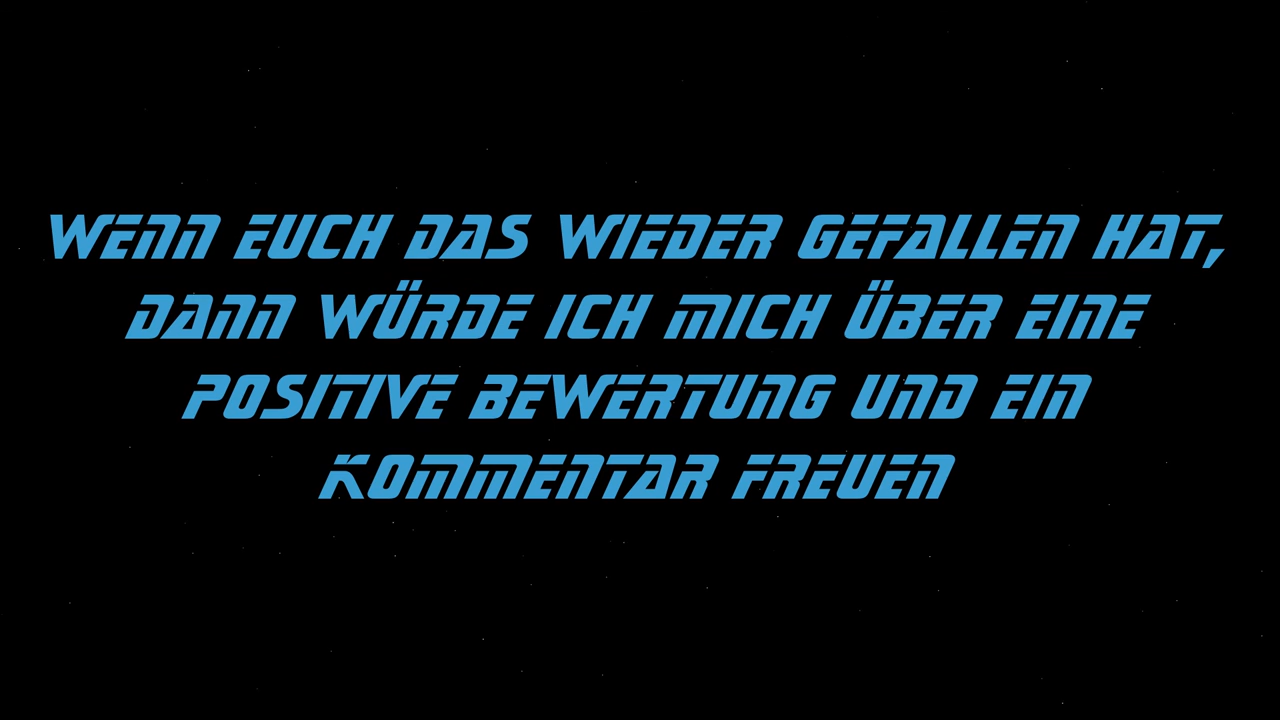 WENN EUCH DAS WIEDER GEFALLEN HAT,
DANN WÜRDE ICH MICH ÜBER EINE
POSITIVE BEWERTUNG UND EIN
KOMMENTAR FREUEN